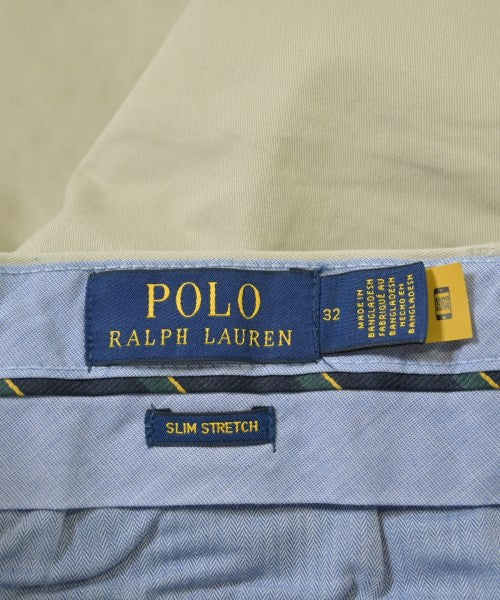 POLO
RALPH LAUREN
32
MADE IN
BANGLADESH
FABRIQUÉ AU
BANGLADESH
HECHO EN
BANGLADESH
SLIM STRETCH